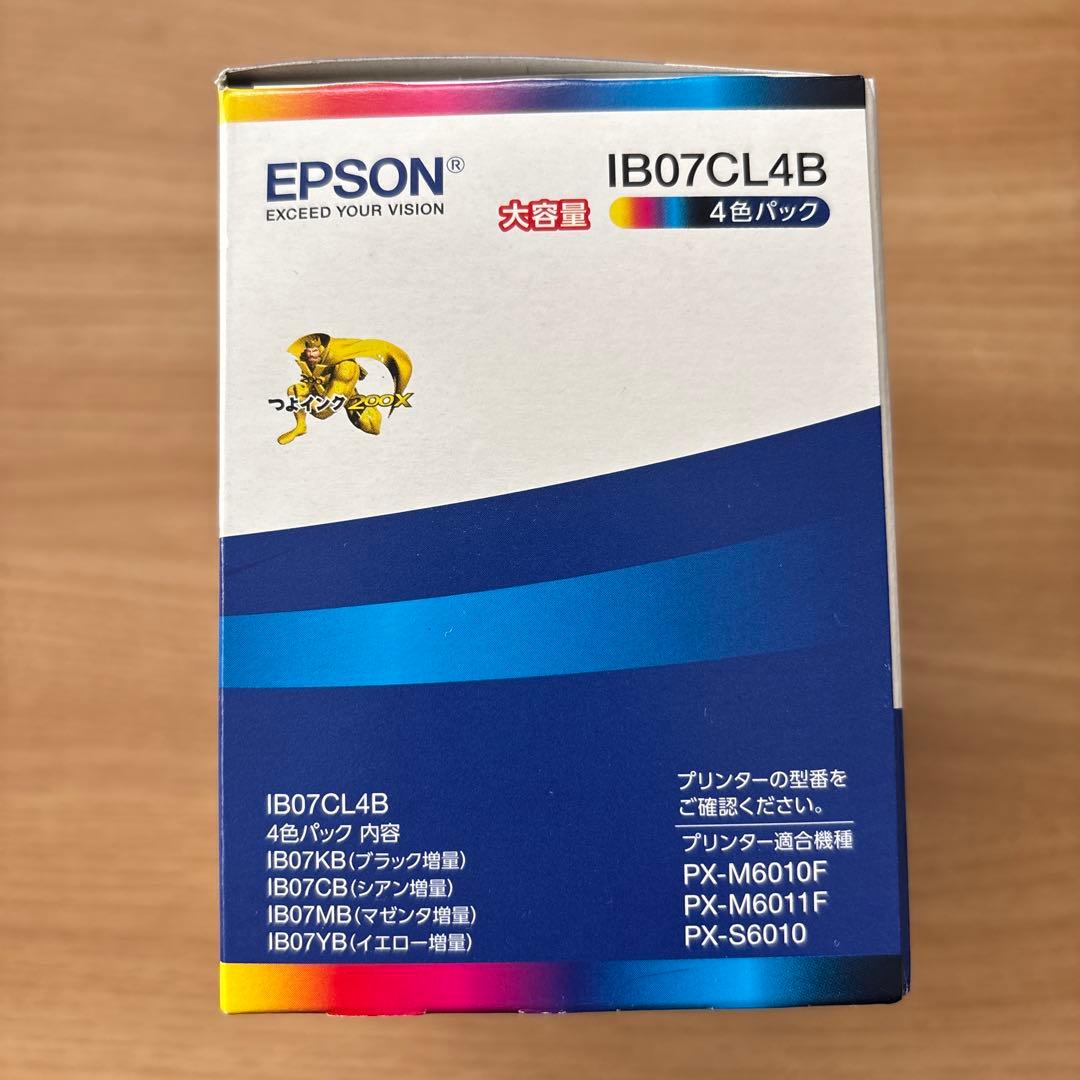 EPSON®
EXCEED YOUR VISION
IB07CL4B
大容量 4色パック
つよインク200X
IB07CL4B
4色パック 内容
IB07KB(ブラック増量)
IB07CB(シアン増量)
IB07MB(マゼンタ増量)
IB07YB(イエロー増量)
プリンターの型番を
ご確認ください。
プリンター適合機種
PX-M6010F
PX-M6011F
PX-S6010